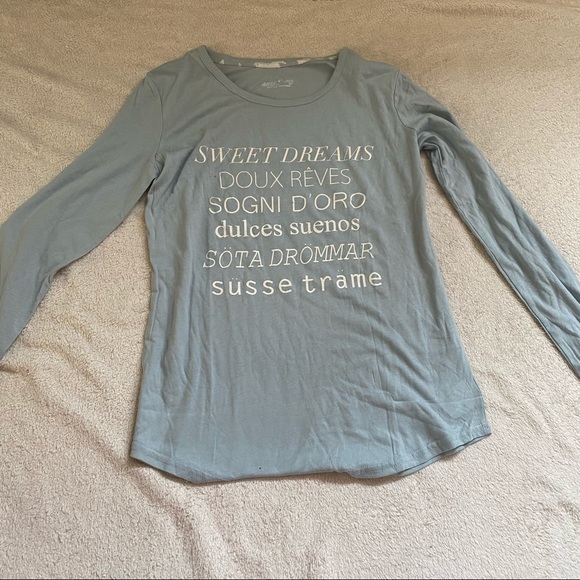 SWEET DREAMS
DOUX RÊVES
SOGNI D'ORO
dulces suenos
SÖTA DRÖMMAR
süsse träme